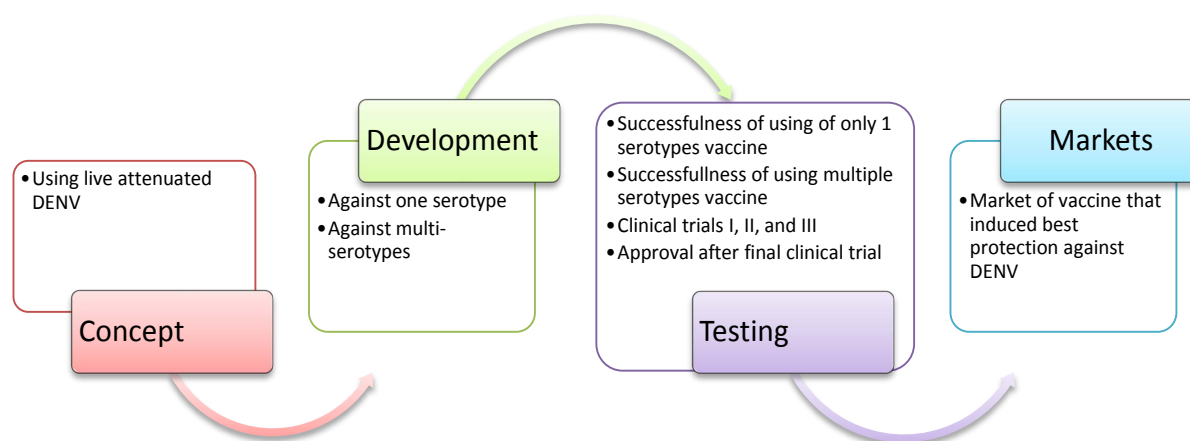 •Using live attenuated
DENV
Concept
Development
•Against one serotype
•Against multi-
serotypes
•Successfulness of using of only 1
serotypes vaccine
•Successfullness of using multiple
serotypes vaccine
•Clinical trials I, II, and III
•Approval after final clinical trial
Testing
Markets
•Market of vaccine that
induced best
protection against
DENV